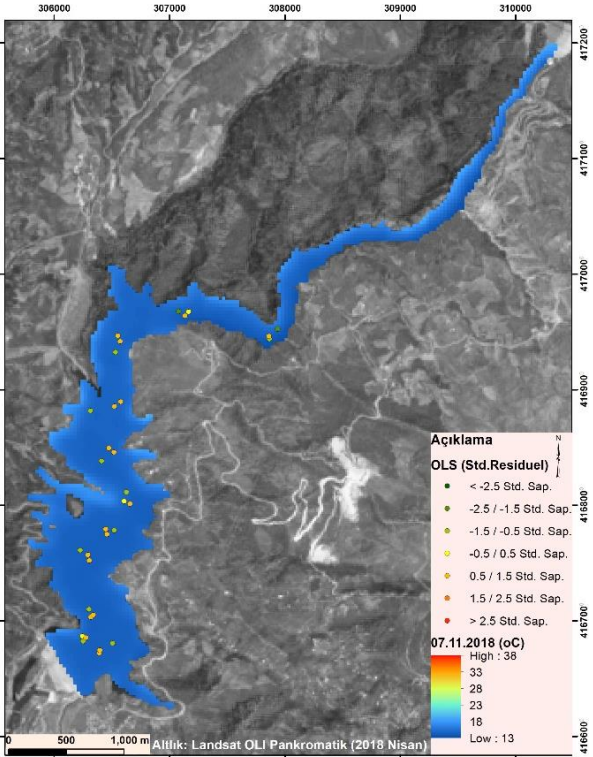 306000 307000 308000 309000 310000
417200
417100
417000
416900
416800
416700
416600
Açıklama
N
OLS (Std.Residuel)
< -2.5 Std. Sap.
-2.5 / -1.5 Std. Sap.
-1.5 / -0.5 Std. Sap.
-0.5 / 0.5 Std. Sap.
0.5 / 1.5 Std. Sap.
1.5 / 2.5 Std. Sap.
> 2.5 Std. Sap.
07.11.2018 (oC)
High : 38
33
28
23
18
Low : 13
0 500 1,000 m
Altlık: Landsat OLI Pankromatik (2018 Nisan)